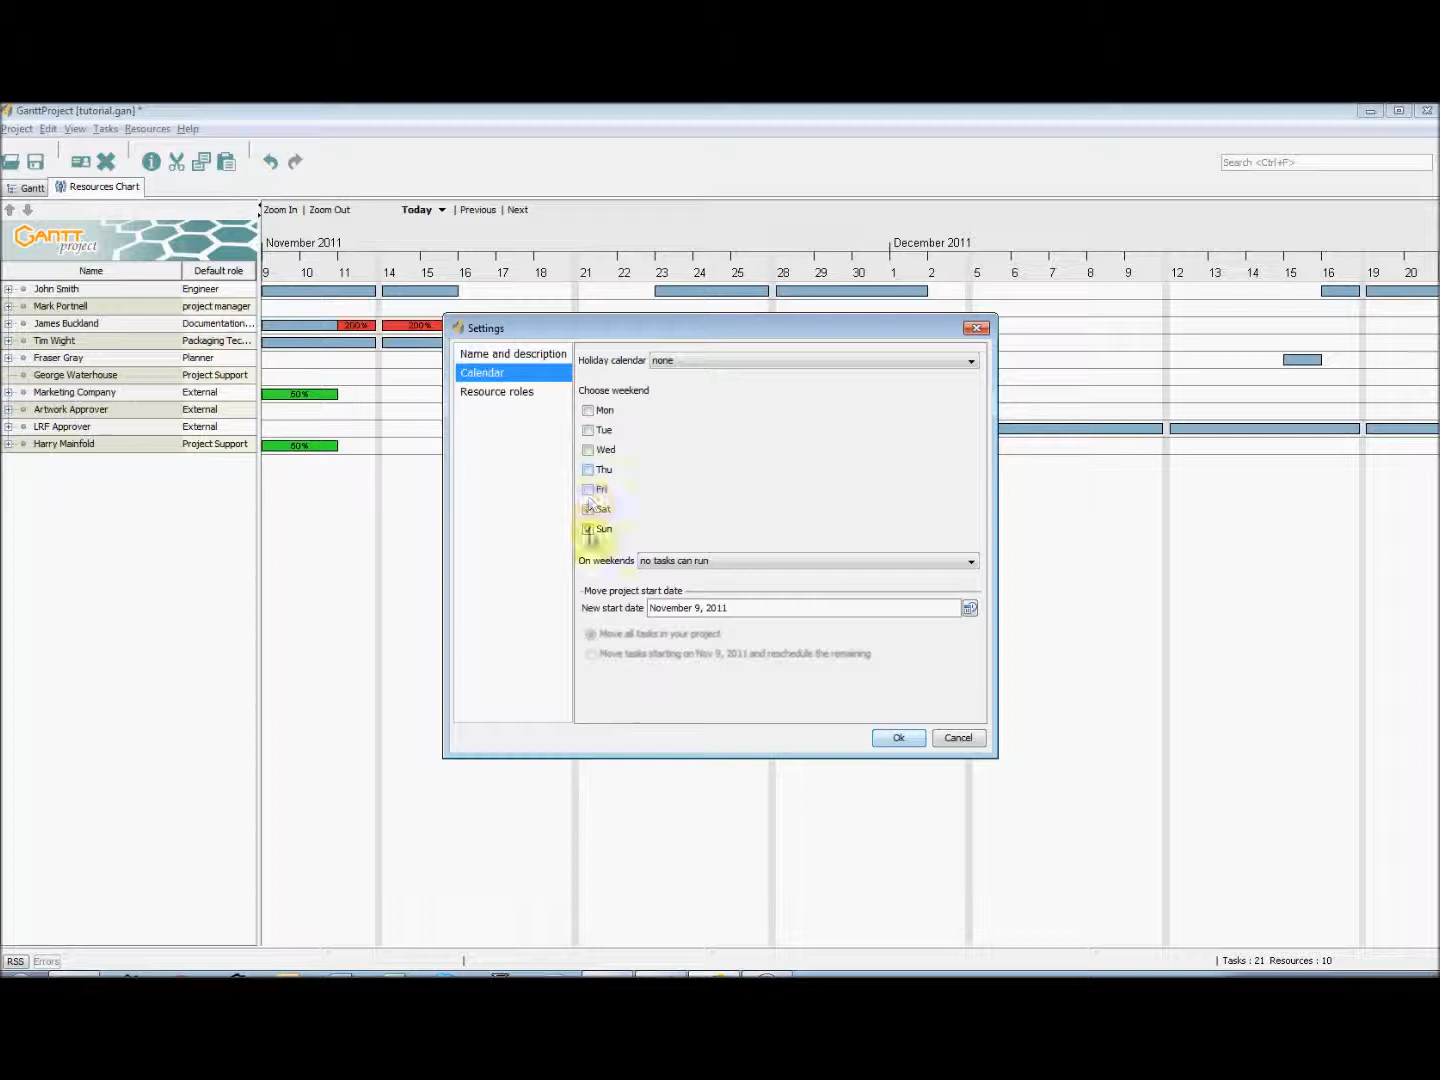 GanttProject [tutorial.gan] *
Project Edit View Tasks Resources Help
Search <Ctrl+F>
Gantt Resources Chart
Zoom In | Zoom Out Today | Previous | Next
GANTT project
November 2011 December 2011
9 10 11 14 15 16 17 18 21 22 23 24 25 28 29 30 1 2 5 6 7 8 9 12 13 14 15 16 19 20
Name Default role
John Smith Engineer
Mark Portnell project manager
James Buckland Documentation... 200% 200%
Tim Wight Packaging Tec...
Fraser Gray Planner
George Waterhouse Project Support
Marketing Company External 50%
Artwork Approver External
LRF Approver External
Harry Mainfold Project Support 60%
Settings
Name and description
Calendar
Resource roles
Holiday calendar none
Choose weekend
Mon
Tue
Wed
Thu
Fri
Sat
Sun
On weekends no tasks can run
Move project start date
New start date November 9, 2011
Move all tasks in your project
Move tasks starting on Nov 9, 2011 and reschedule the remaining
Ok Cancel
RSS Errors
| Tasks : 21 Resources : 10